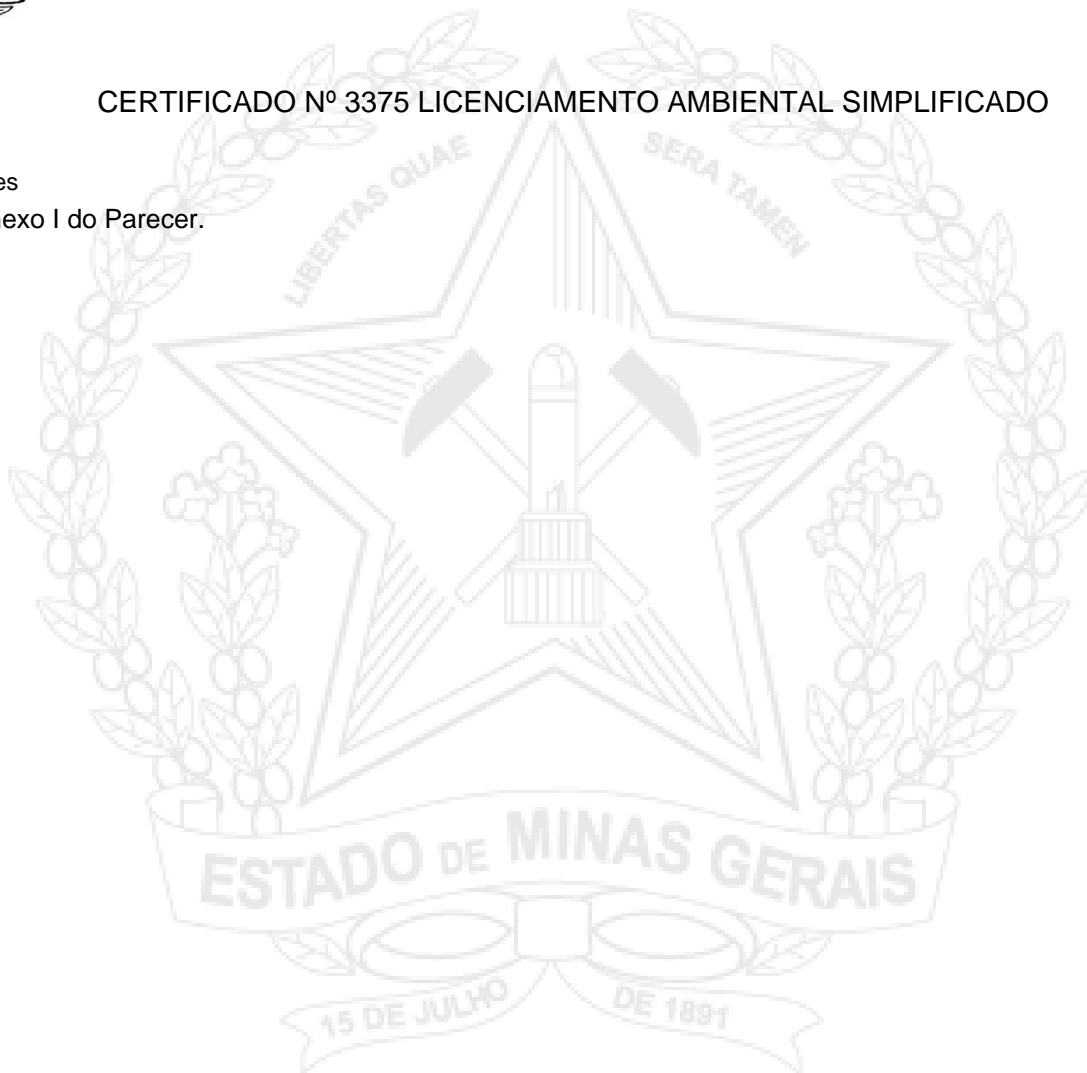 CERTIFICADO Nº 3375 LICENCIAMENTO AMBIENTAL SIMPLIFICADO
es
exo I do Parecer.
LIBERTAS QUAE SERA TAMEN
ESTADO DE MINAS GERAIS
15 DE JULHO DE 1891